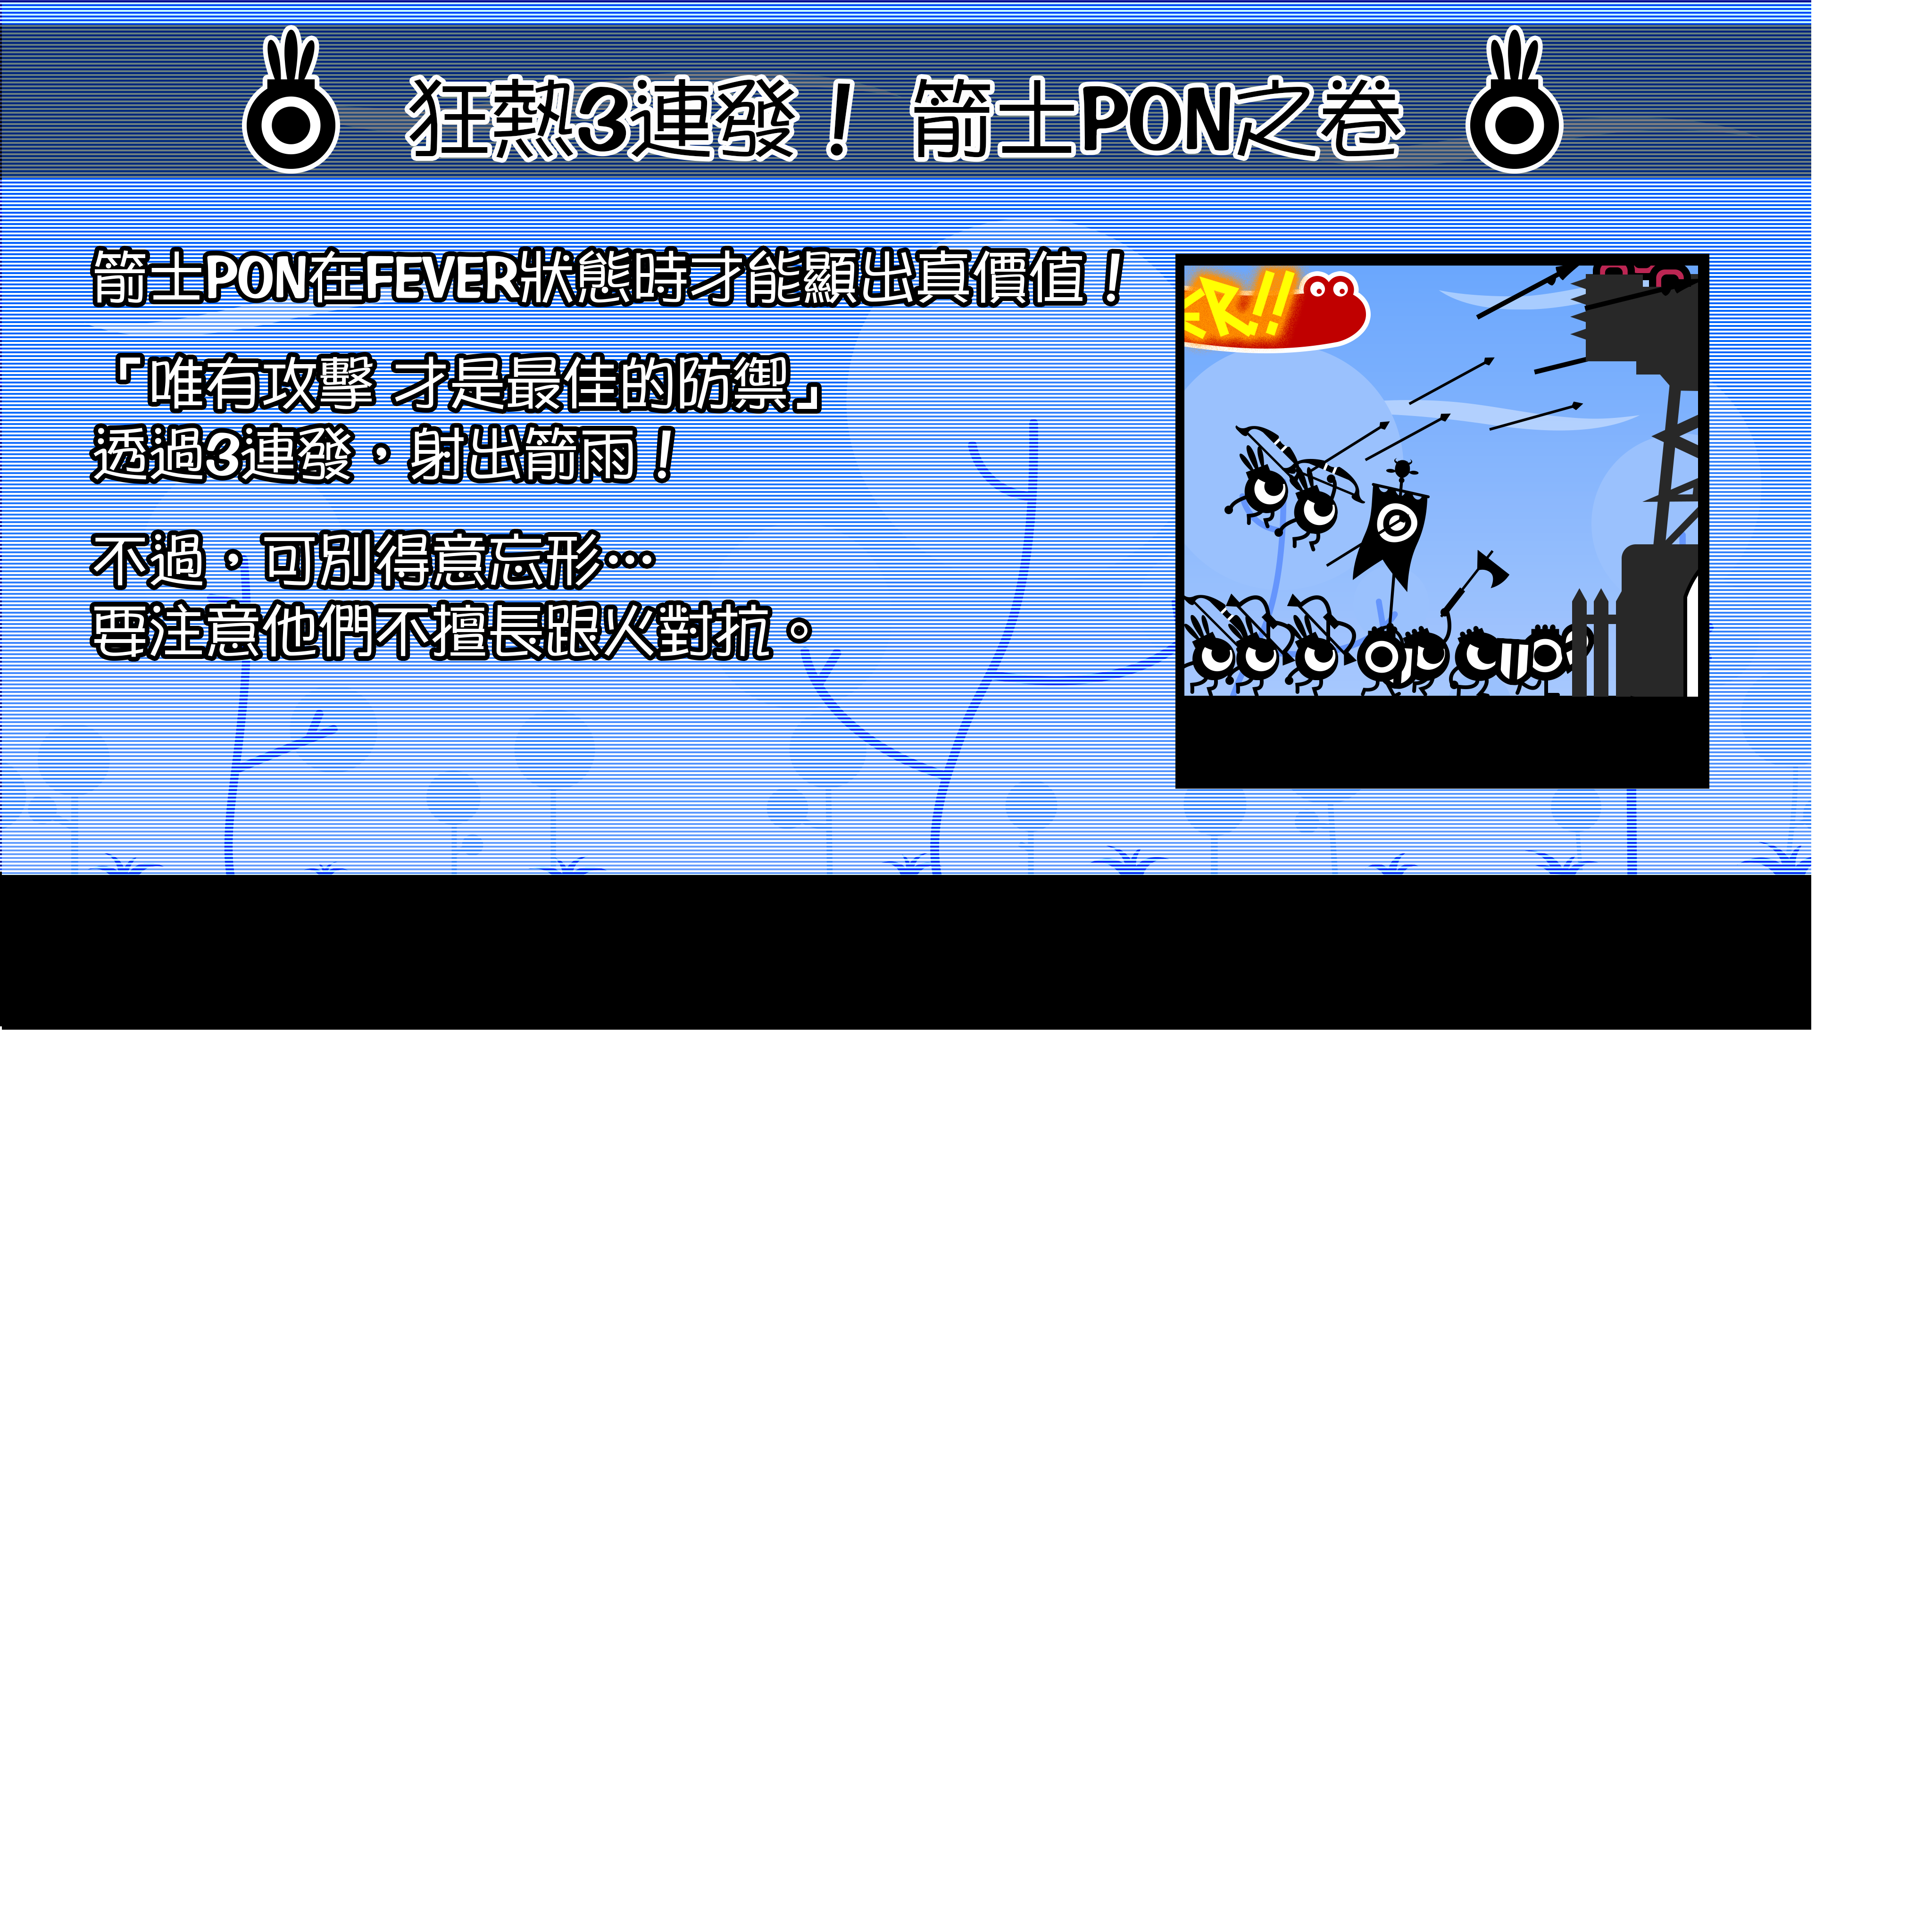 狂熱3連發！ 箭士PON之卷
箭士PON在FEVER狀態時才能顯出真價值！
「唯有攻擊 才是最佳的防禦」
透過3連發，射出箭雨！
不過，可別得意忘形…
要注意他們不擅長跟火對抗。
ER!!